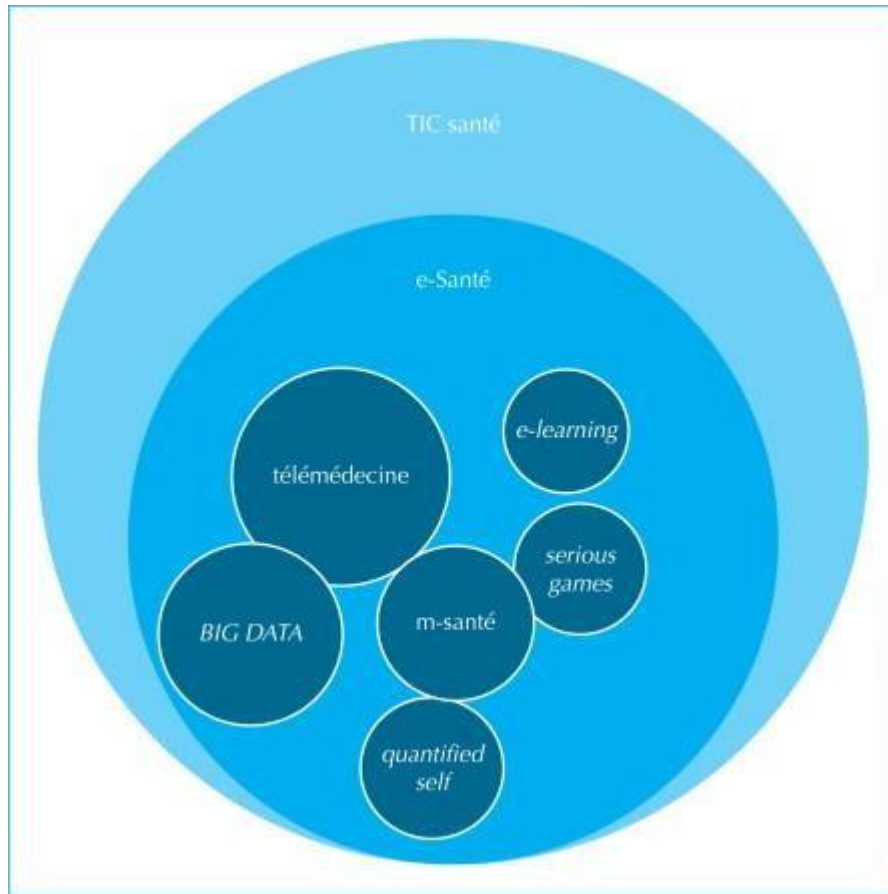 TIC santé
e-Santé
e-learning
télémédecine
serious
games
m-santé
BIG DATA
quantified
self